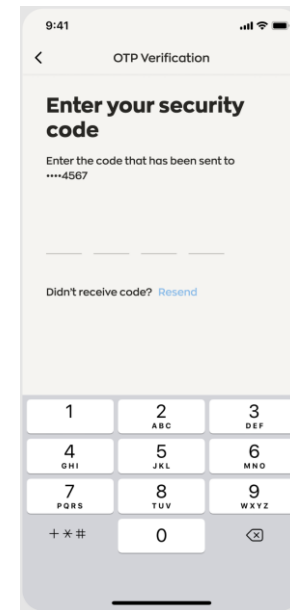 9:41
OTP Verification
Enter your security
code
Enter the code that has been sent to
••••4567
Didn't receive code? Resend
1 2 3
ABC DEF
4 5 6
GHI JKL MNO
7 8 9
PQRS TUV WXYZ
+*# 0